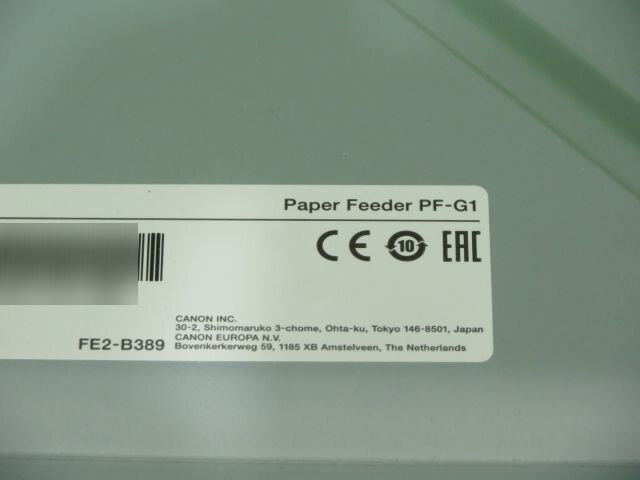 Paper Feeder PF-G1
CE 10 EAC
CANON INC.
30-2, Shimomaruko 3-chome, Ohta-ku, Tokyo 146-8501, Japan
CANON EUROPA N.V.
FE2-B389 Bovenkerkerweg 59, 1185 XB Amstelveen, The Netherlands